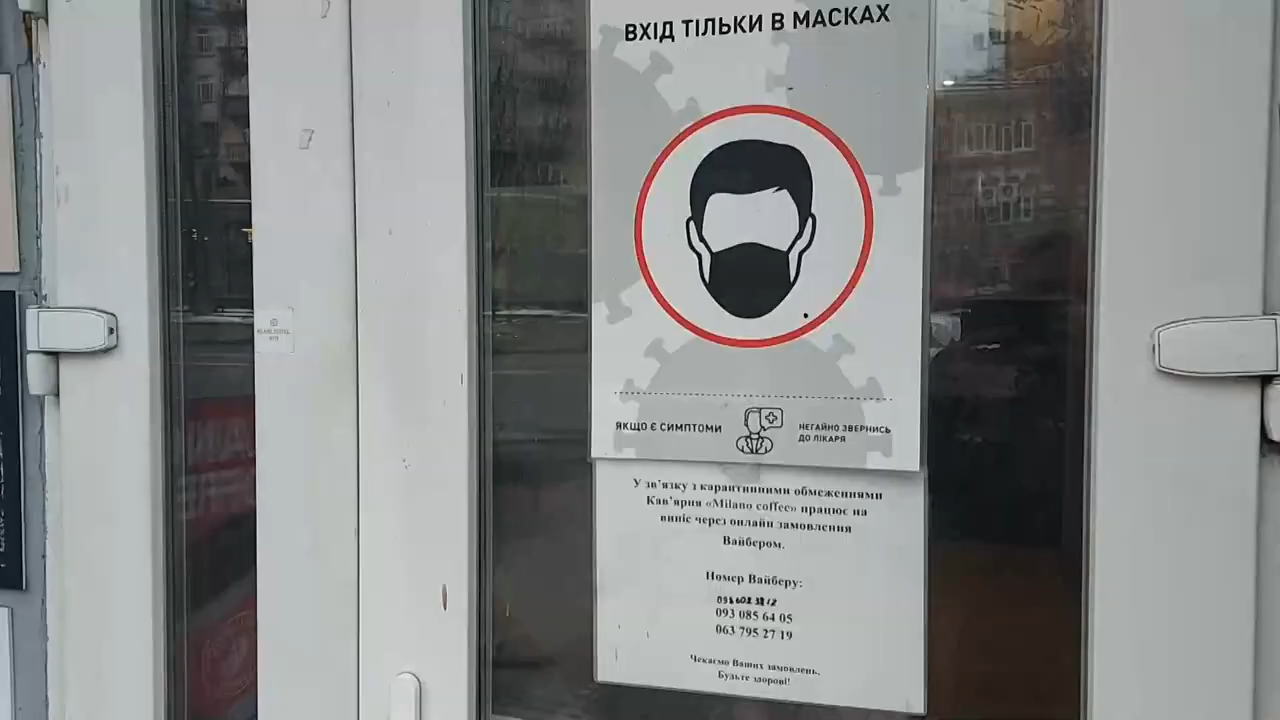 ВХІД ТІЛЬКИ В МАСКАХ
ЯКЩО Є СИМПТОМИ
НЕГАЙНО ЗВЕРНИСЬ
ДО ЛІКАРЯ
У зв'язку з карантинними обмеженнями
Кав'ярня «Milano coffee» працює на
виніс через онлайн замовлення
Вайбером.
Номер Вайберу:
093 085 64 05
063 795 27 19
Чекаємо Ваших замовлень.
Будьте здорові!